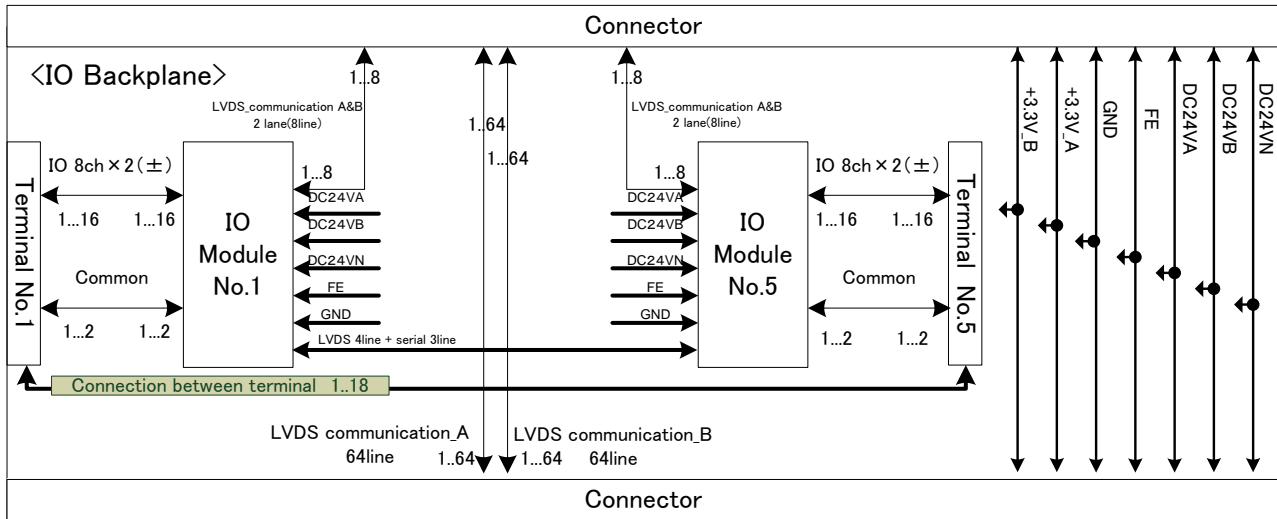 Connector
<IO Backplane>
1...8
LVDS_communication A&B
2 lane(8line)
1...64
1...64
1...8
LVDS_communication A&B
2 lane(8line)
+3.3V_B
+3.3V_A
GND
FE
DC24VA
DC24VB
DC24VN
Terminal No.1
IO 8ch×2(±)
1...16
1...16
Common
1...2
1...2
IO
Module
No.1
1...8
DC24VA
DC24VB
DC24VN
FE
GND
LVDS 4line + serial 3line
1...8
DC24VA
DC24VB
DC24VN
FE
GND
IO
Module
No.5
IO 8ch×2(±)
1...16
1...16
Common
1...2
1...2
Terminal No.5
Connection between terminal 1..18
LVDS communication_A
64line
1..64
LVDS communication_B
1...64
64line
Connector